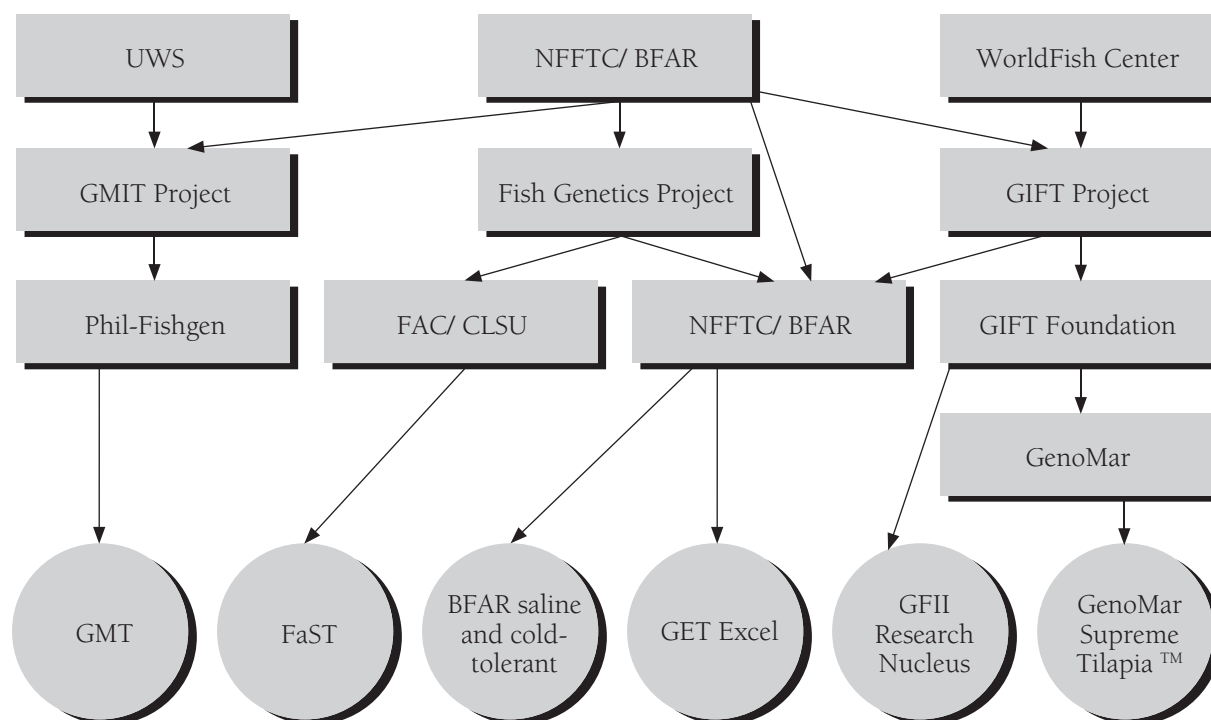 UWS
NFFTC/ BFAR
WorldFish Center
GMIT Project
Fish Genetics Project
GIFT Project
Phil-Fishgen
FAC/ CLSU
NFFTC/ BFAR
GIFT Foundation
GenoMar
GMT
FaST
BFAR saline
and cold-
tolerant
GET Excel
GFII
Research
Nucleus
GenoMar
Supreme
Tilapia TM